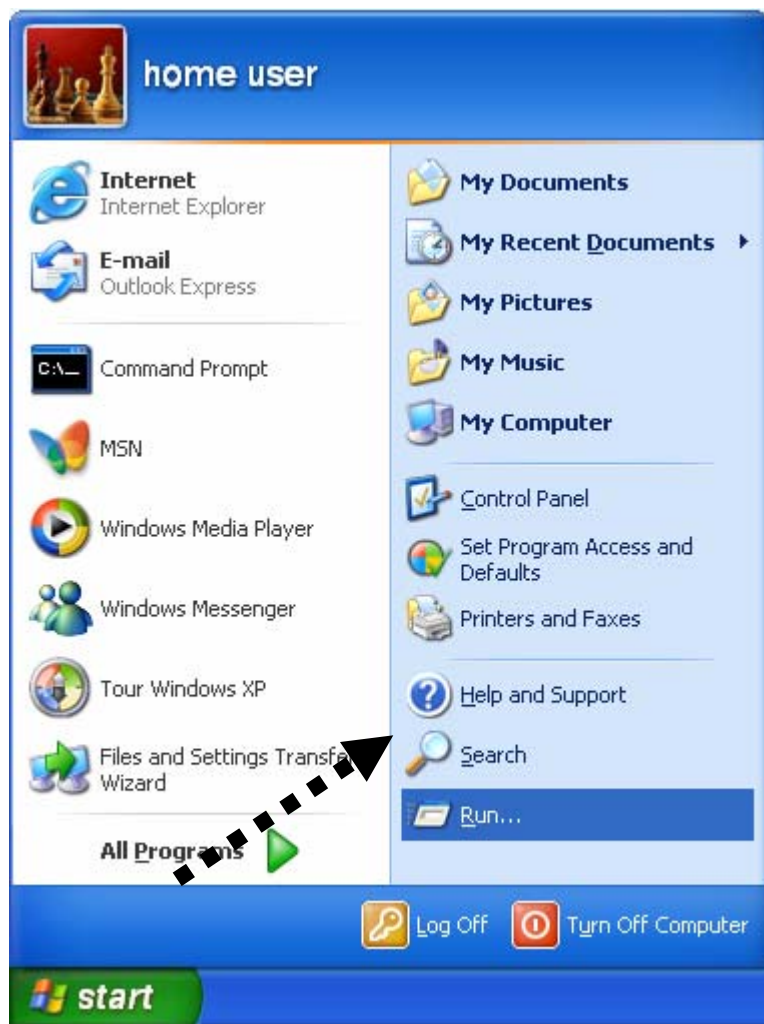 home user
Internet
Internet Explorer
E-mail
Outlook Express
C:\_
Command Prompt
MSN
Windows Media Player
Windows Messenger
Tour Windows XP
Files and Settings Transfer
Wizard
All Programs
My Documents
My Recent Documents
My Pictures
My Music
My Computer
Control Panel
Set Program Access and
Defaults
Printers and Faxes
Help and Support
Search
Run...
Log Off
Turn Off Computer
start